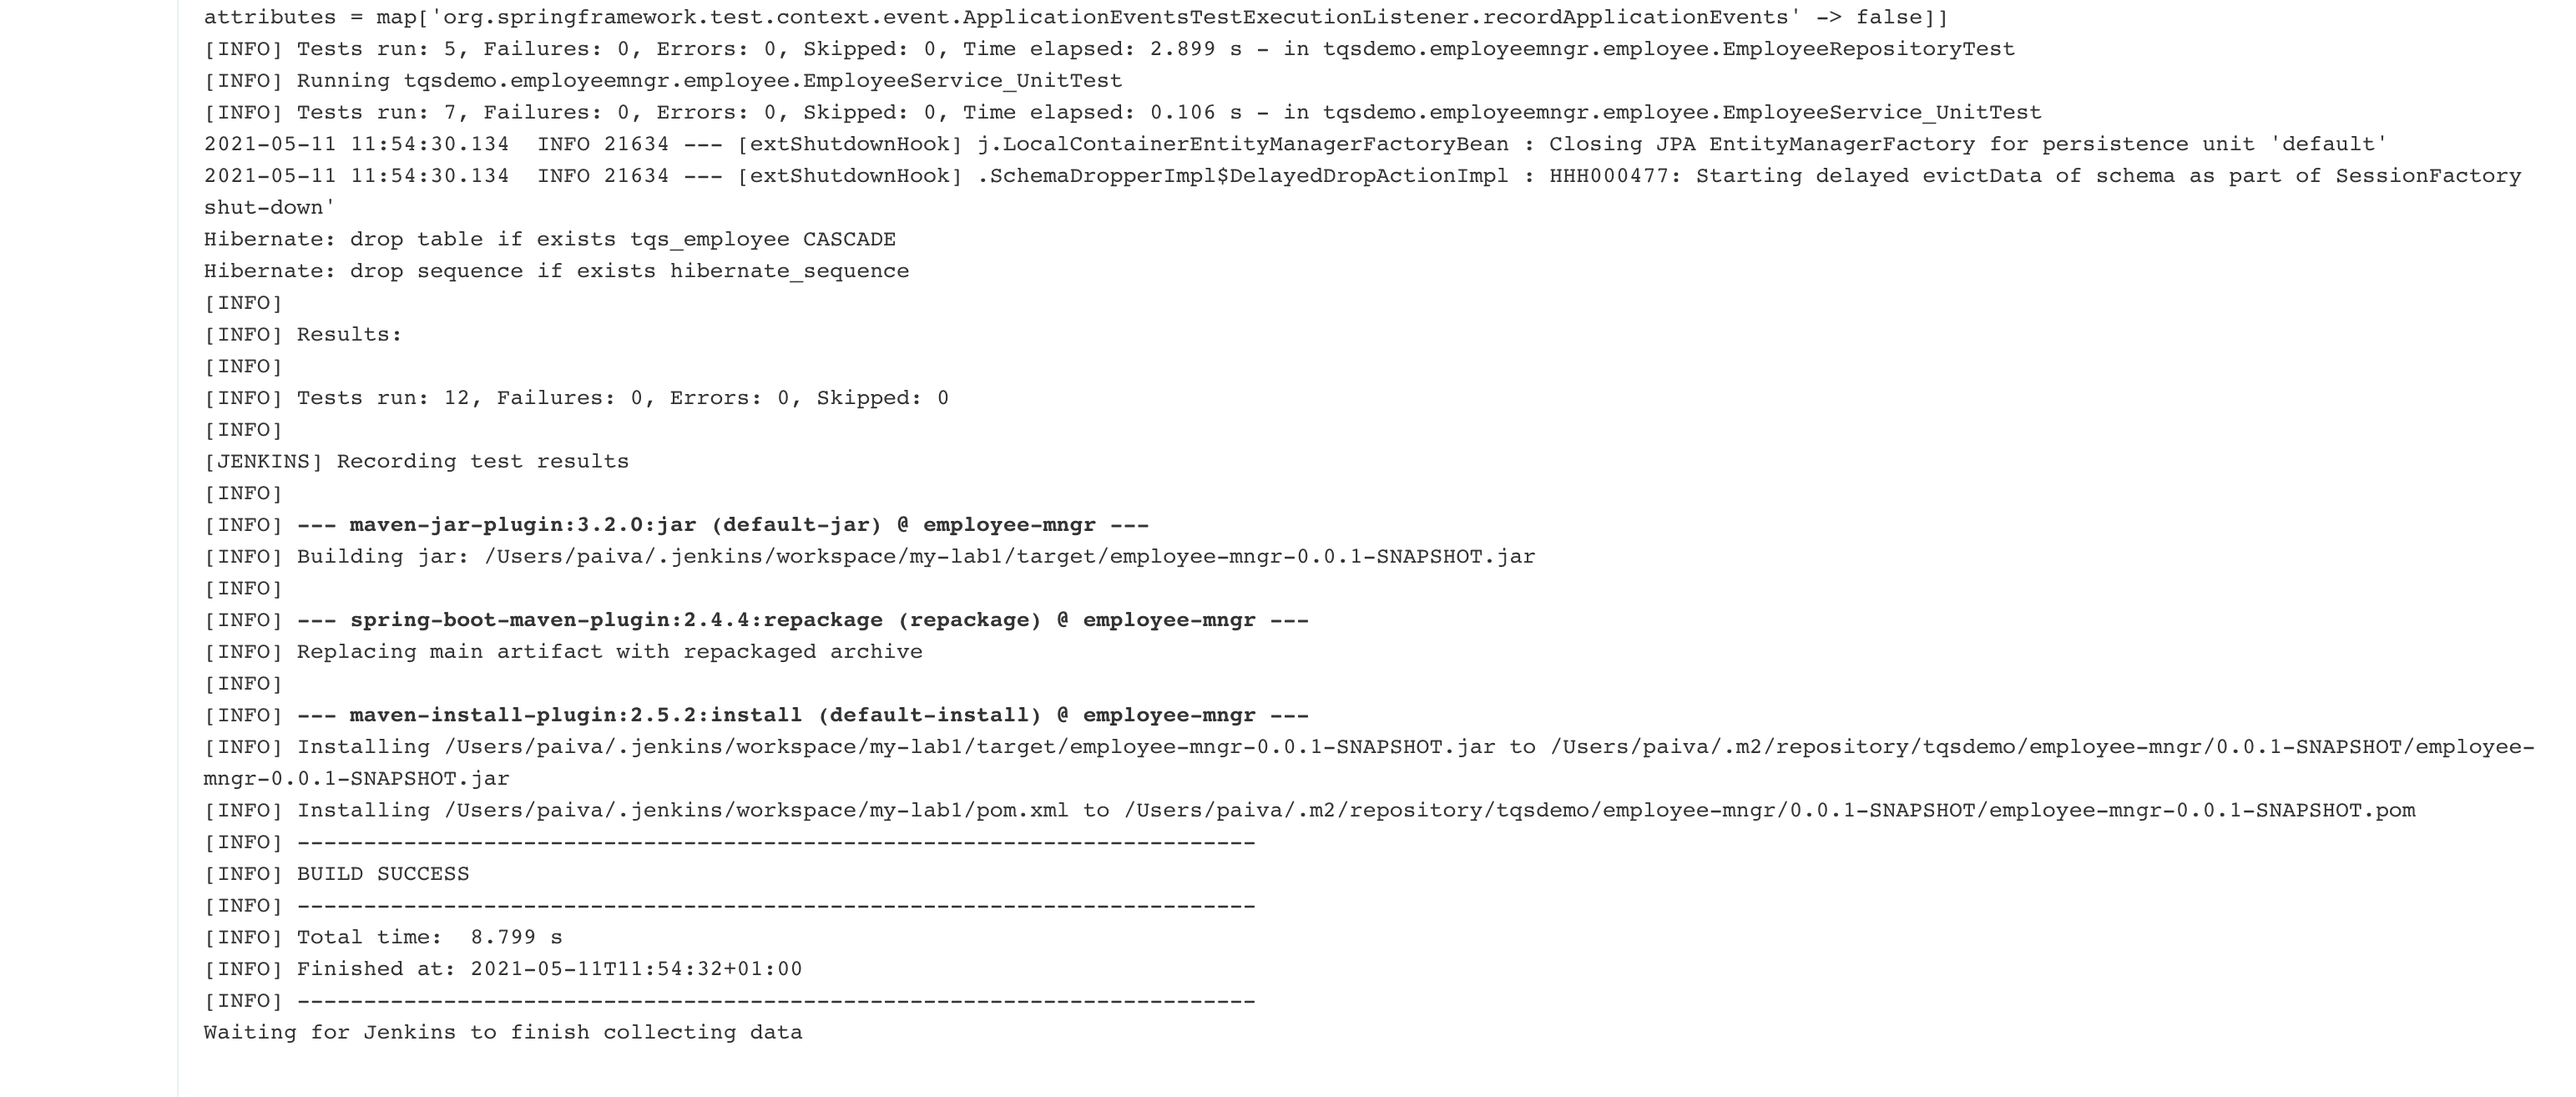 attributes = map['org.springframework.test.context.event.ApplicationEventsTestExecutionListener.recordApplicationEvents' -> false]]
[INFO] Tests run: 5, Failures: 0, Errors: 0, Skipped: 0, Time elapsed: 2.899 s - in tqsdemo.employeemngr.employee.EmployeeRepositoryTest
[INFO] Running tqsdemo.employeemngr.employee.EmployeeService_UnitTest
[INFO] Tests run: 7, Failures: 0, Errors: 0, Skipped: 0, Time elapsed: 0.106 s - in tqsdemo.employeemngr.employee.EmployeeService_UnitTest
2021-05-11 11:54:30.134  INFO 21634 --- [extShutdownHook] j.LocalContainerEntityManagerFactoryBean : Closing JPA EntityManagerFactory for persistence unit 'default'
2021-05-11 11:54:30.134  INFO 21634 --- [extShutdownHook] .SchemaDropperImpl$DelayedDropActionImpl : HHH000477: Starting delayed evictData of schema as part of SessionFactory
shut-down'
Hibernate: drop table if exists tqs_employee CASCADE
Hibernate: drop sequence if exists hibernate_sequence
[INFO]
[INFO] Results:
[INFO]
[INFO] Tests run: 12, Failures: 0, Errors: 0, Skipped: 0
[INFO]
[JENKINS] Recording test results
[INFO]
[INFO] --- maven-jar-plugin:3.2.0:jar (default-jar) @ employee-mngr ---
[INFO] Building jar: /Users/paiva/.jenkins/workspace/my-lab1/target/employee-mngr-0.0.1-SNAPSHOT.jar
[INFO]
[INFO] --- spring-boot-maven-plugin:2.4.4:repackage (repackage) @ employee-mngr ---
[INFO] Replacing main artifact with repackaged archive
[INFO]
[INFO] --- maven-install-plugin:2.5.2:install (default-install) @ employee-mngr ---
[INFO] Installing /Users/paiva/.jenkins/workspace/my-lab1/target/employee-mngr-0.0.1-SNAPSHOT.jar to /Users/paiva/.m2/repository/tqsdemo/employee-mngr/0.0.1-SNAPSHOT/employee-
mngr-0.0.1-SNAPSHOT.jar
[INFO] Installing /Users/paiva/.jenkins/workspace/my-lab1/pom.xml to /Users/paiva/.m2/repository/tqsdemo/employee-mngr/0.0.1-SNAPSHOT/employee-mngr-0.0.1-SNAPSHOT.pom
[INFO] ------------------------------------------------------------------------
[INFO] BUILD SUCCESS
[INFO] ------------------------------------------------------------------------
[INFO] Total time:  8.799 s
[INFO] Finished at: 2021-05-11T11:54:32+01:00
[INFO] ------------------------------------------------------------------------
Waiting for Jenkins to finish collecting data